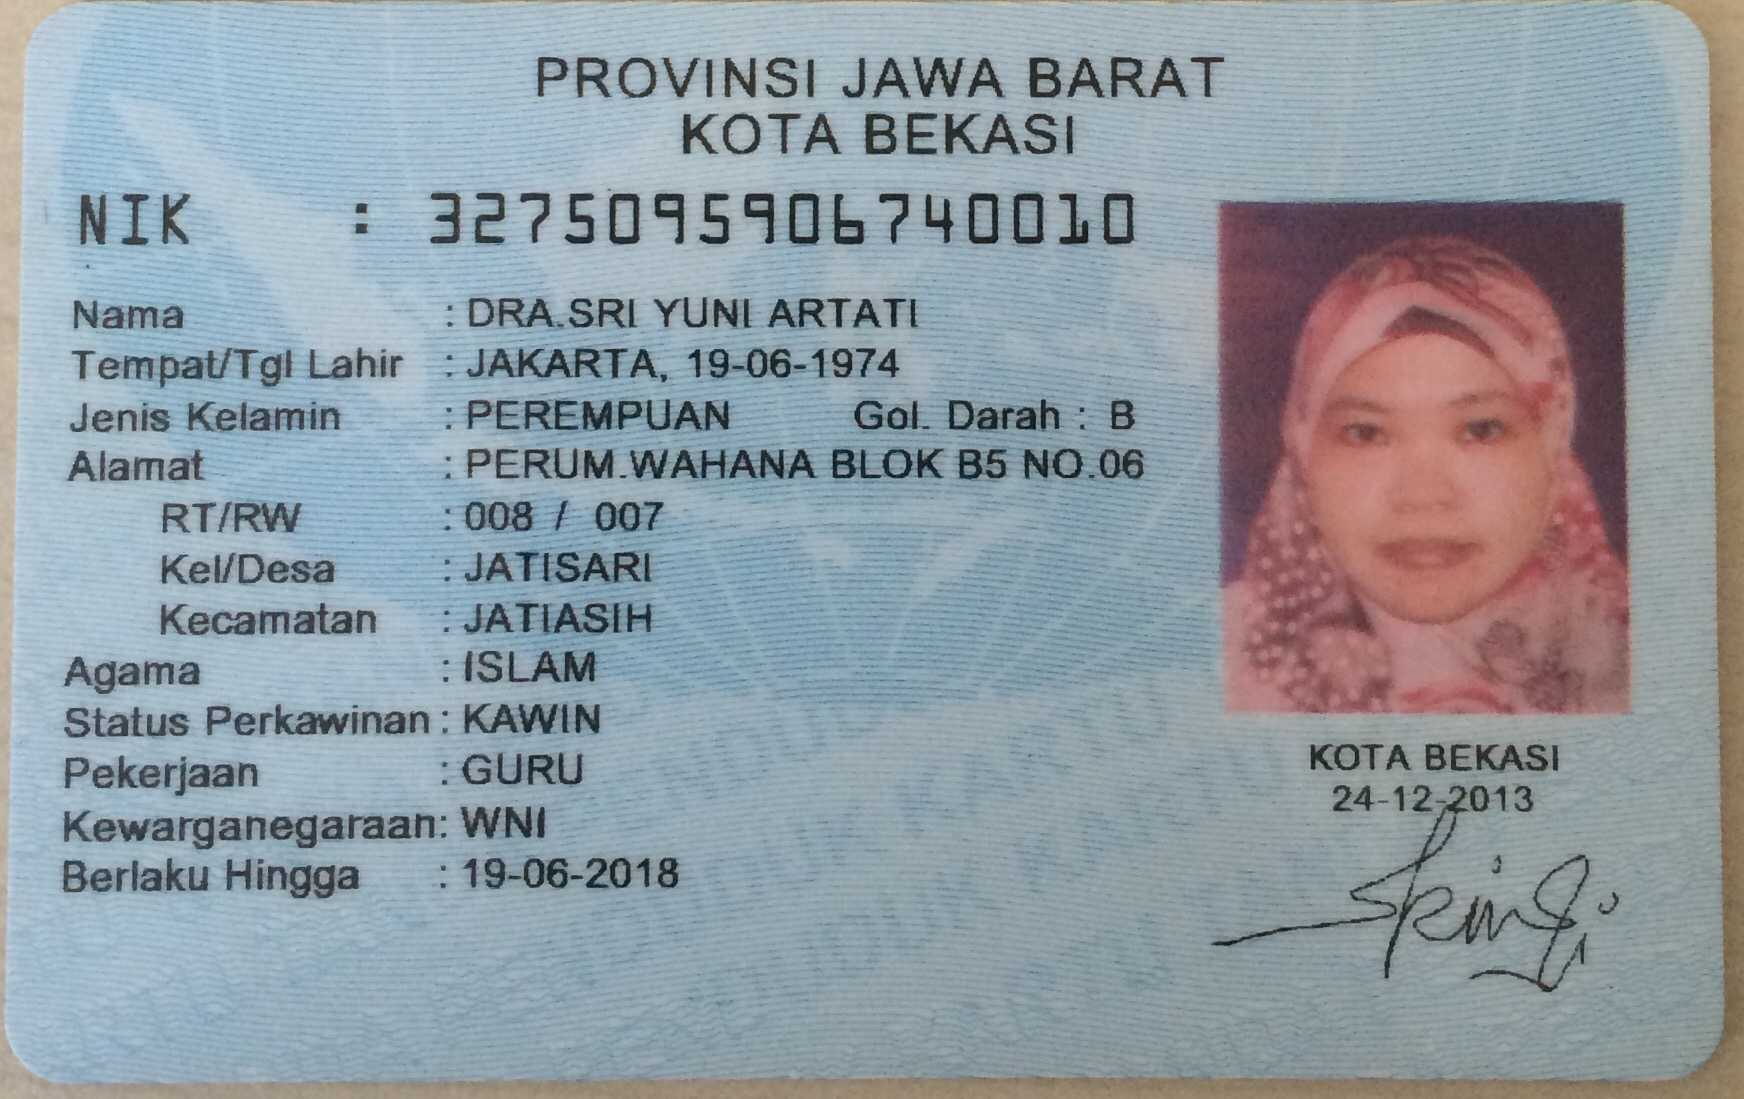 PROVINSI JAWA BARAT
KOTA BEKASI
NIK : 3275095906740010
Nama : DRA.SRI YUNI ARTATI
Tempat/Tgl Lahir : JAKARTA, 19-06-1974
Jenis Kelamin : PEREMPUAN Gol. Darah : B
Alamat : PERUM.WAHANA BLOK B5 NO.06
RT/RW : 008 / 007
Kel/Desa : JATISARI
Kecamatan : JATIASIH
Agama : ISLAM
Status Perkawinan : KAWIN
Pekerjaan : GURU
Kewarganegaraan: WNI
Berlaku Hingga : 19-06-2018
KOTA BEKASI
24-12-2013